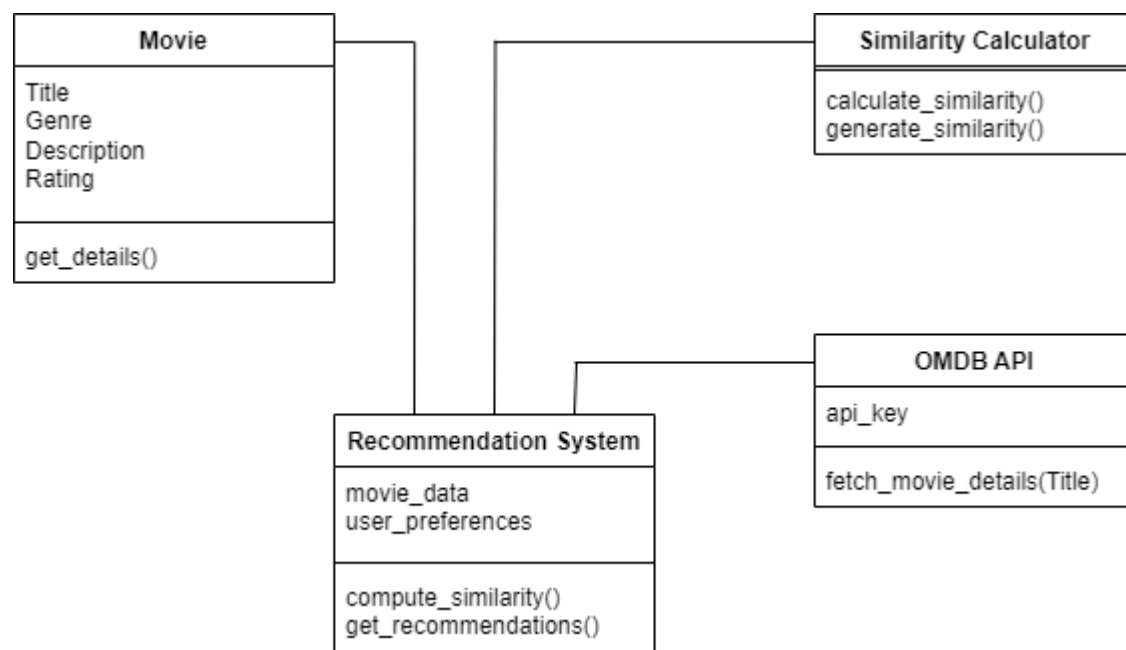 Movie
Title
Genre
Description
Rating
get_details()
Similarity Calculator
calculate_similarity()
generate_similarity()
OMDB API
api_key
fetch_movie_details(Title)
Recommendation System
movie_data
user_preferences
compute_similarity()
get_recommendations()